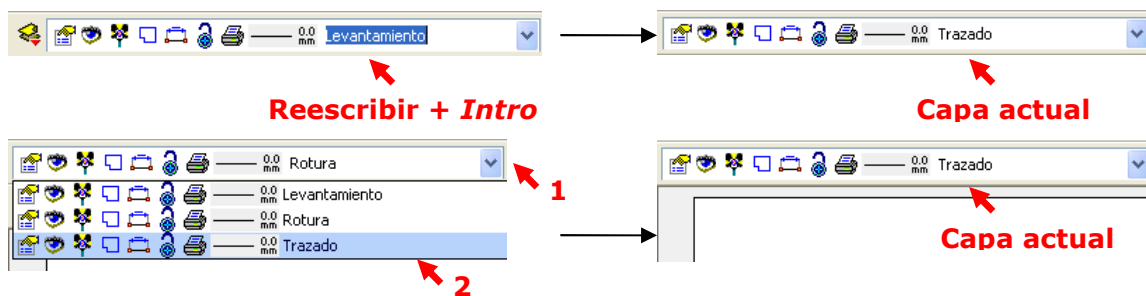 0.0 mm Levantamiento
0.0 mm Trazado
Reescribir + Intro
Capa actual
0.0 mm Rotura
1
0.0 mm Levantamiento
0.0 mm Rotura
0.0 mm Trazado
2
0.0 mm Trazado
Capa actual